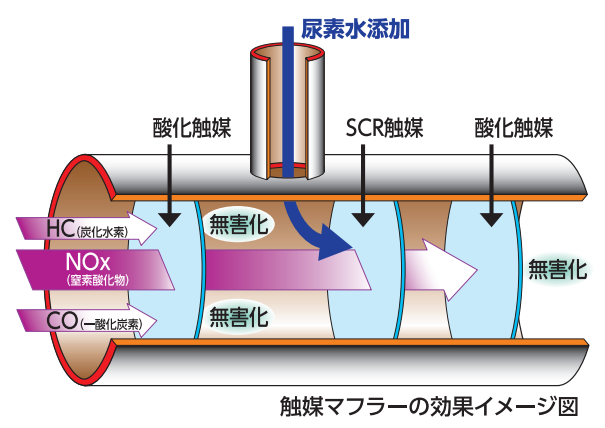 尿素水添加
酸化触媒
SCR触媒
酸化触媒
HC(炭化水素)
無害化
NOx
(窒素酸化物)
無害化
CO(一酸化炭素)
無害化
触媒マフラーの効果イメージ図